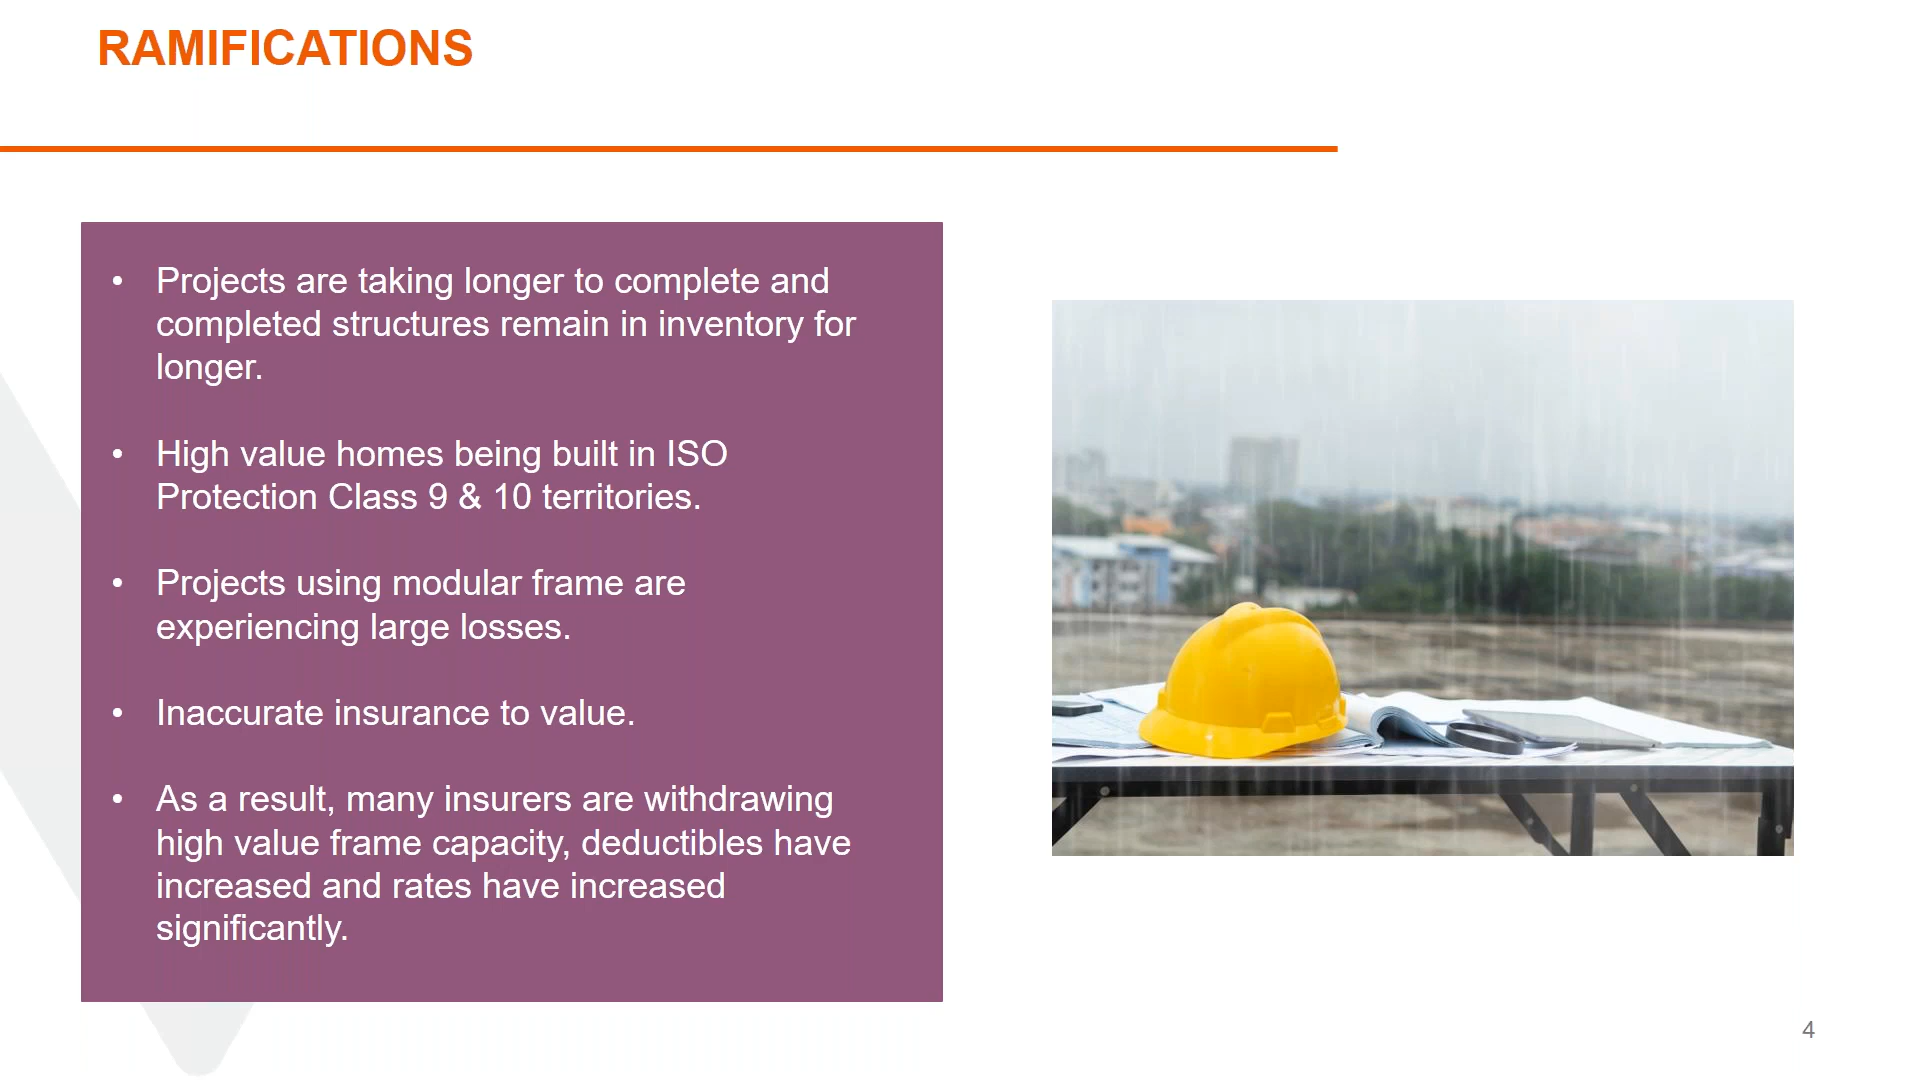 RAMIFICATIONS
• Projects are taking longer to complete and
completed structures remain in inventory for
longer.
• High value homes being built in ISO
Protection Class 9 & 10 territories.
• Projects using modular frame are
experiencing large losses.
• Inaccurate insurance to value.
• As a result, many insurers are withdrawing
high value frame capacity, deductibles have
increased and rates have increased
significantly.
4